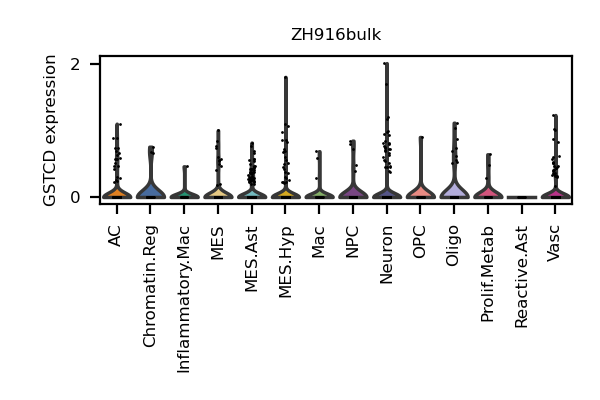 ZH916bulk
GSTCD expression
2
0
AC
Chromatin.Reg
Inflammatory.Mac
MES
MES.Ast
MES.Hyp
Mac
NPC
Neuron
OPC
Oligo
Prolif.Metab
Reactive.Ast
Vasc